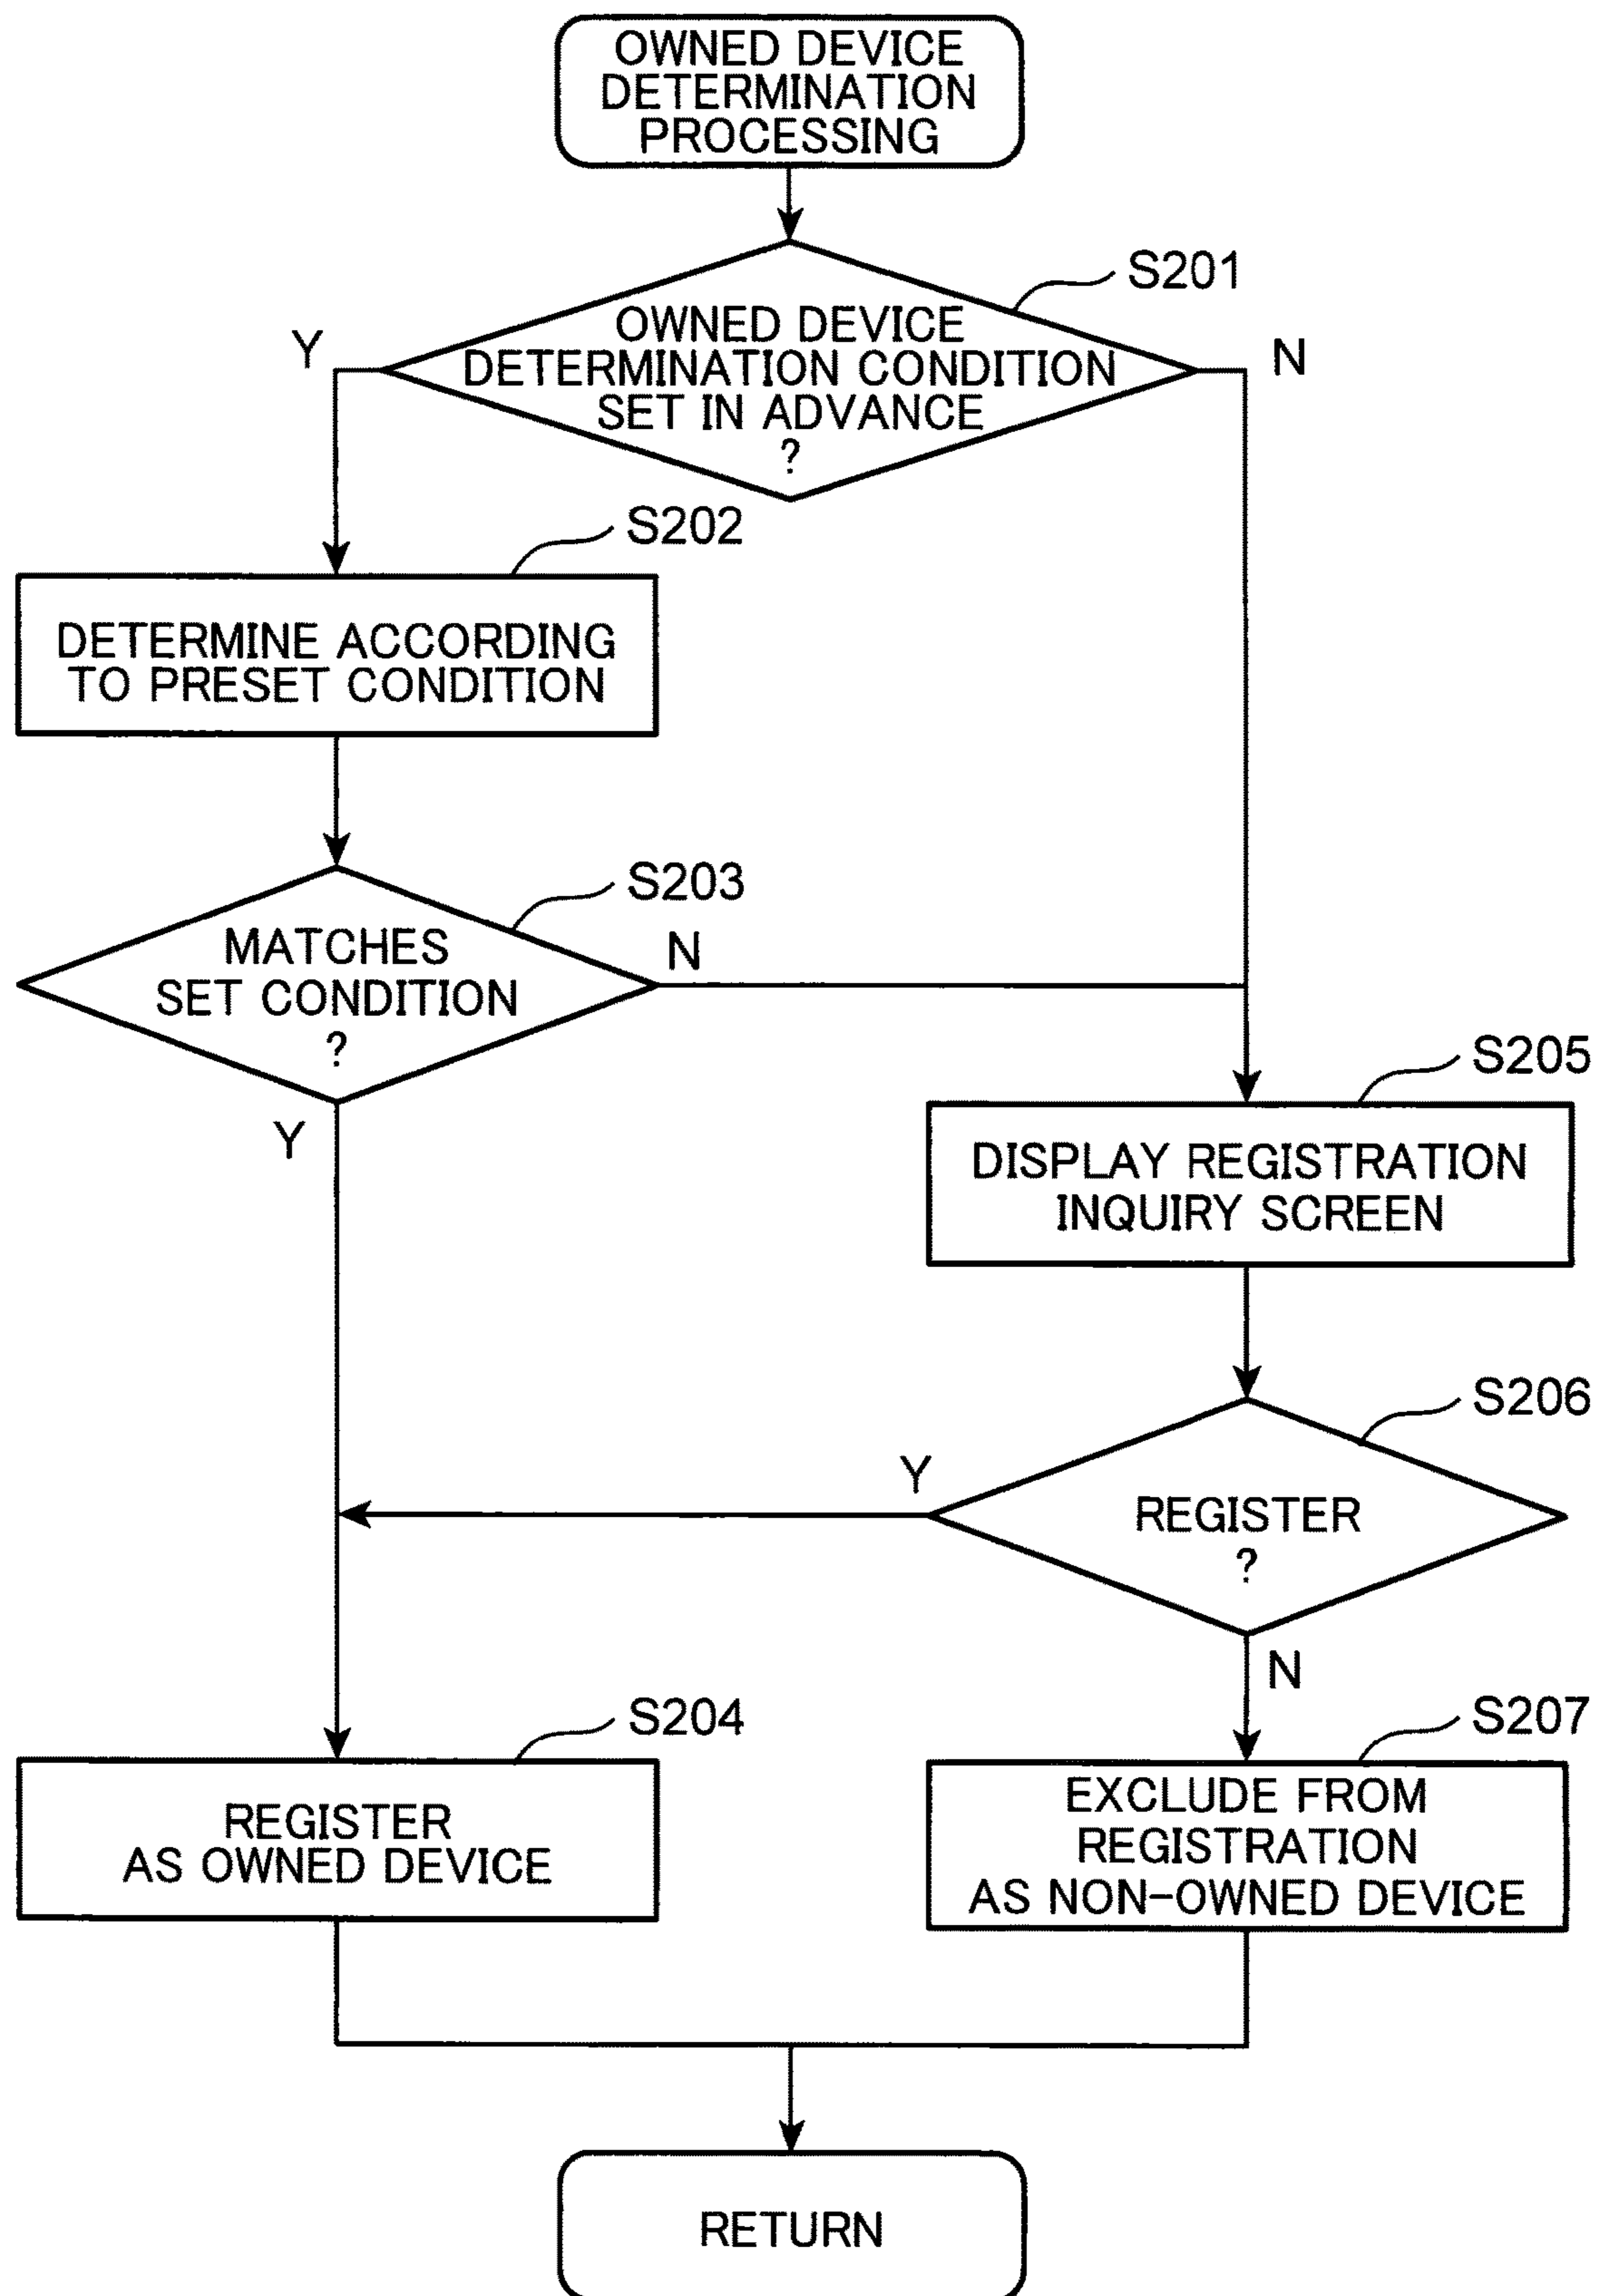 OWNED DEVICE
DETERMINATION
PROCESSING
S201
OWNED DEVICE
DETERMINATION CONDITION
SET IN ADVANCE
?
Y
N
S202
DETERMINE ACCORDING
TO PRESET CONDITION
S203
MATCHES
SET CONDITION
?
N
Y
S205
DISPLAY REGISTRATION
INQUIRY SCREEN
S206
REGISTER
?
Y
N
S204
REGISTER
AS OWNED DEVICE
S207
EXCLUDE FROM
REGISTRATION
AS NON-OWNED DEVICE
RETURN